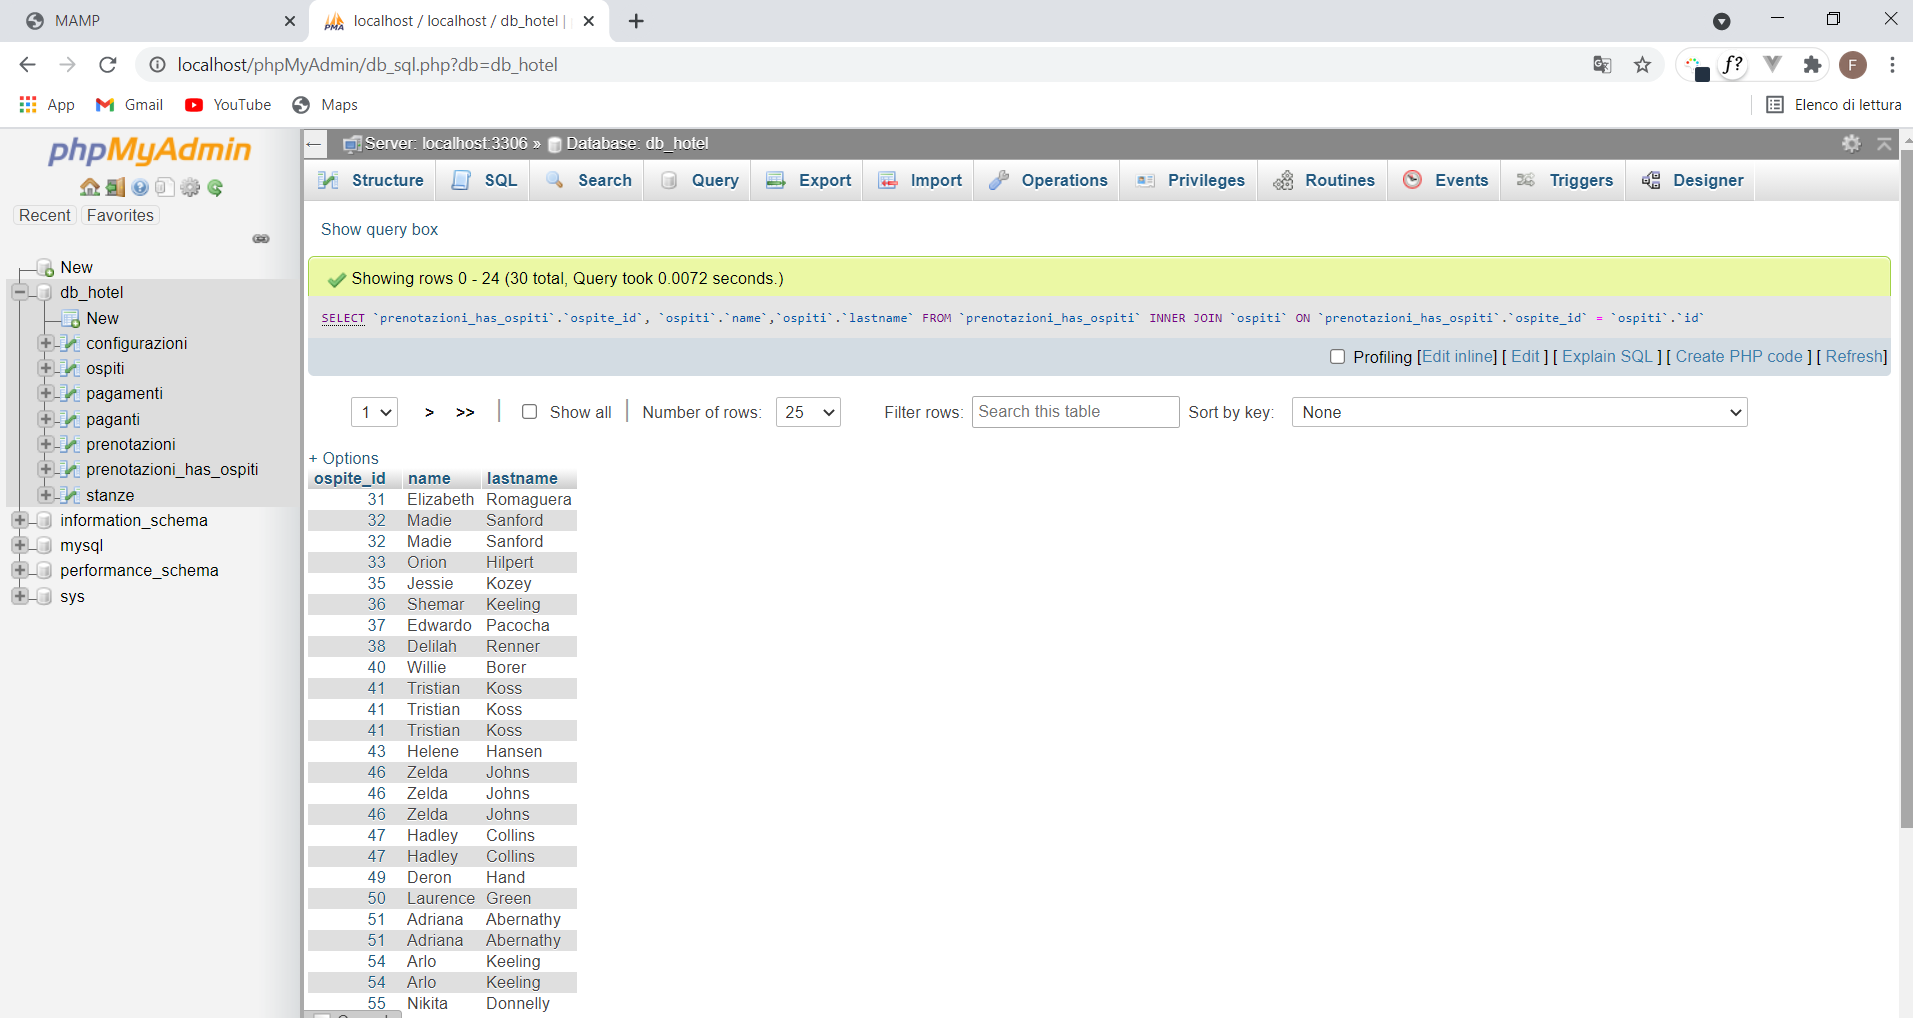 MAMP
localhost / localhost / db_hotel |
localhost/phpMyAdmin/db_sql.php?db=db_hotel
f?
F
App Gmail YouTube Maps Elenco di lettura
phpMyAdmin
Recent Favorites
New
db_hotel
New
configurazioni
ospiti
pagamenti
paganti
prenotazioni
prenotazioni_has_ospiti
stanze
information_schema
mysql
performance_schema
sys
Server: localhost:3306 » Database: db_hotel
Structure SQL Search Query Export Import Operations Privileges Routines Events Triggers Designer
Show query box
Showing rows 0 - 24 (30 total, Query took 0.0072 seconds.)
SELECT `prenotazioni_has_ospiti`.`ospite_id`, `ospiti`.`name`,`ospiti`.`lastname` FROM `prenotazioni_has_ospiti` INNER JOIN `ospiti` ON `prenotazioni_has_ospiti`.`ospite_id` = `ospiti`.`id`
Profiling [Edit inline] [ Edit ] [ Explain SQL ] [ Create PHP code ] [ Refresh]
1 > >> | Show all | Number of rows: 25 Filter rows: Search this table Sort by key: None
+ Options
ospite_id name lastname
31 Elizabeth Romaguera
32 Madie Sanford
32 Madie Sanford
33 Orion Hilpert
35 Jessie Kozey
36 Shemar Keeling
37 Edwardo Pacocha
38 Delilah Renner
40 Willie Borer
41 Tristian Koss
41 Tristian Koss
41 Tristian Koss
43 Helene Hansen
46 Zelda Johns
46 Zelda Johns
46 Zelda Johns
47 Hadley Collins
47 Hadley Collins
49 Deron Hand
50 Laurence Green
51 Adriana Abernathy
51 Adriana Abernathy
54 Arlo Keeling
54 Arlo Keeling
55 Nikita Donnelly